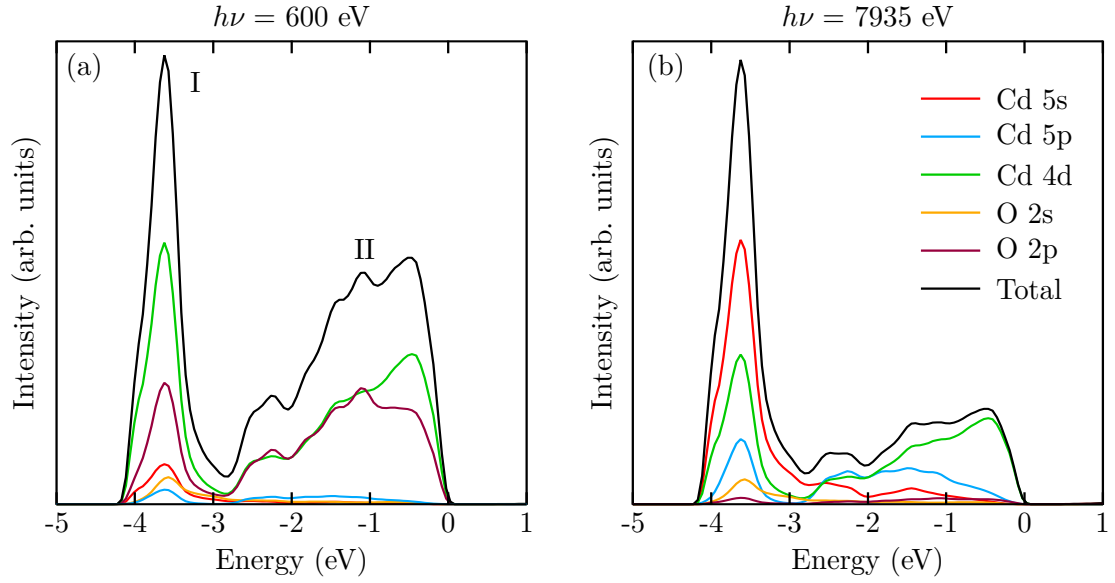 hν = 600 eV
(a)
I
II
Intensity (arb. units)
-5 -4 -3 -2 -1 0 1
Energy (eV)
hν = 7935 eV
(b)
Cd 5s
Cd 5p
Cd 4d
O 2s
O 2p
Total
Intensity (arb. units)
-5 -4 -3 -2 -1 0 1
Energy (eV)